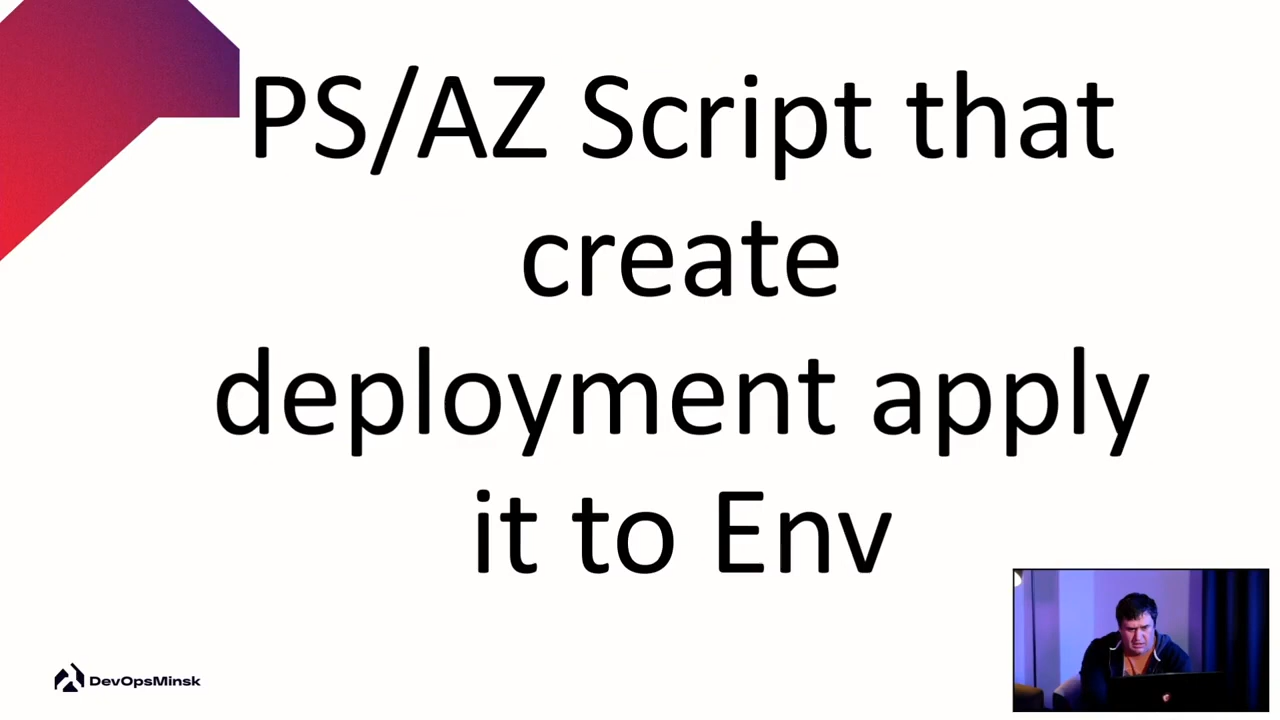 PS/AZ Script that
create
deployment apply
it to Env
DevOpsMinsk